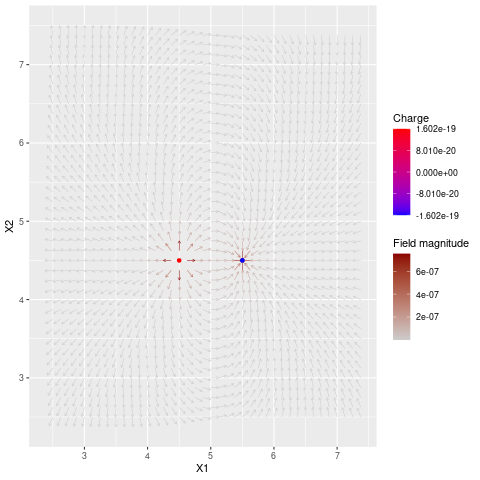 7
6
5
4
3
X2
3
4
5
6
7
X1
Charge
1.602e-19
8.010e-20
0.000e+00
-8.010e-20
-1.602e-19
Field magnitude
6e-07
4e-07
2e-07